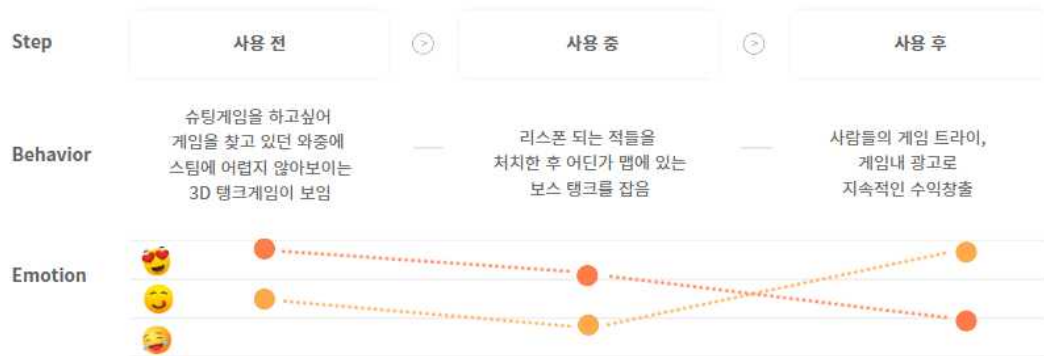 Step
사용 전
사용 중
사용 후
Behavior
슈팅게임을 하고싶어
게임을 찾고 있던 와중에
스팀에 어렵지 않아보이는
3D 탱크게임이 보임
리스폰 되는 적들을
처치한 후 어딘가 맵에 있는
보스 탱크를 잡음
사람들의 게임 트라이,
게임내 광고로
지속적인 수익창출
Emotion